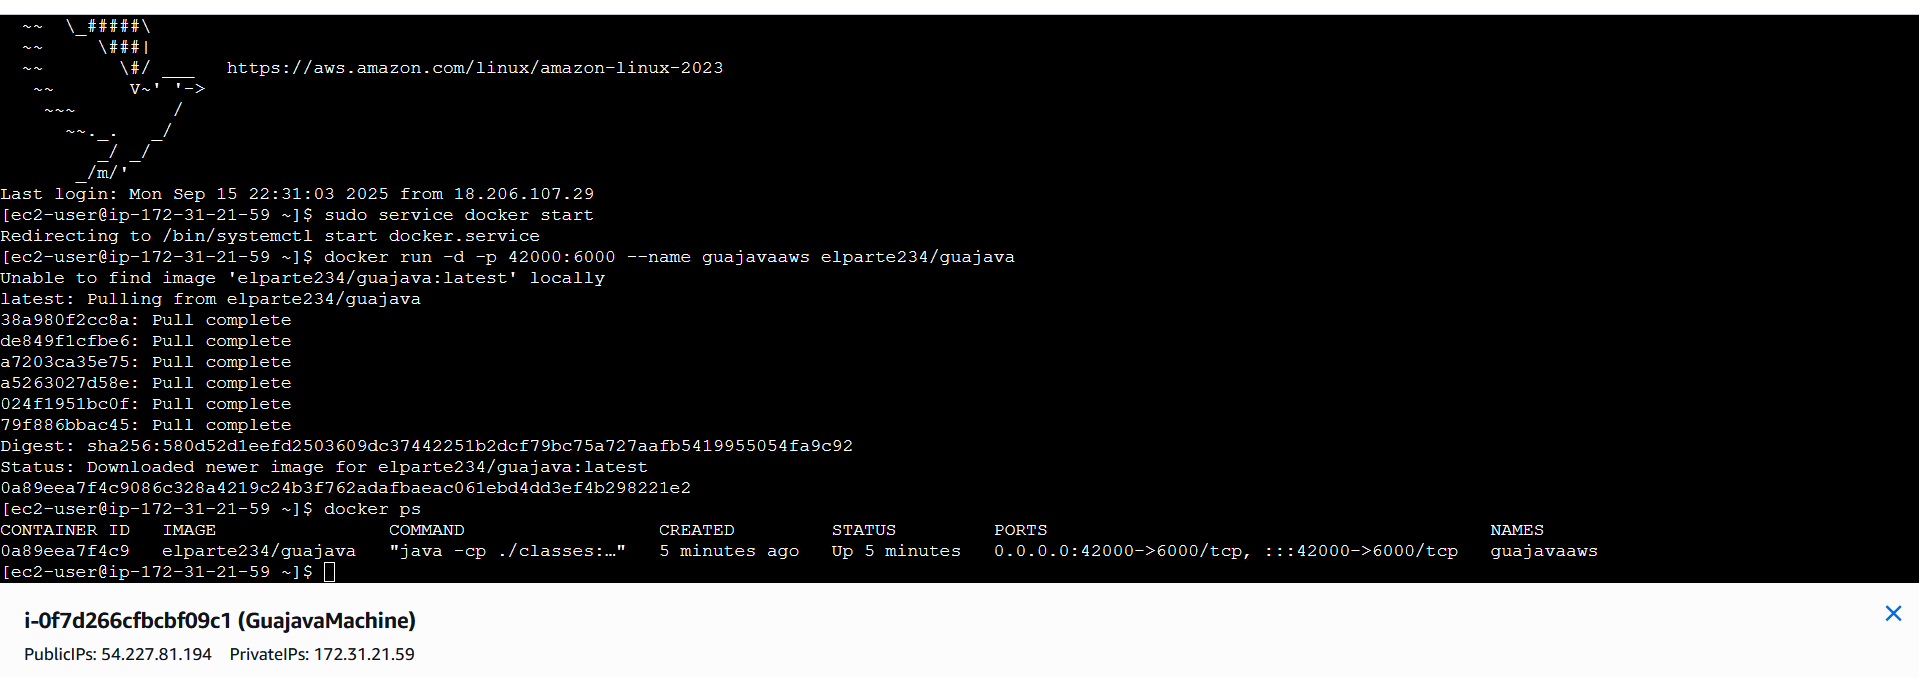 ~~  \_#####\
~~     \###|
~~       \#/ ___   https://aws.amazon.com/linux/amazon-linux-2023
~~       V~' '->
~~~         /
~~._.   _/
_/ _/
_/m/'
Last login: Mon Sep 15 22:31:03 2025 from 18.206.107.29
[ec2-user@ip-172-31-21-59 ~]$ sudo service docker start
Redirecting to /bin/systemctl start docker.service
[ec2-user@ip-172-31-21-59 ~]$ docker run -d -p 42000:6000 --name guajavaaws elparte234/guajava
Unable to find image 'elparte234/guajava:latest' locally
latest: Pulling from elparte234/guajava
38a980f2cc8a: Pull complete
de849f1cfbe6: Pull complete
a7203ca35e75: Pull complete
a5263027d58e: Pull complete
024f1951bc0f: Pull complete
79f886bbac45: Pull complete
Digest: sha256:580d52d1eefd2503609dc37442251b2dcf79bc75a727aafb5419955054fa9c92
Status: Downloaded newer image for elparte234/guajava:latest
0a89eea7f4c9086c328a4219c24b3f762adafbaeac061ebd4dd3ef4b298221e2
[ec2-user@ip-172-31-21-59 ~]$ docker ps
CONTAINER ID   IMAGE                COMMAND                  CREATED         STATUS         PORTS                                         NAMES
0a89eea7f4c9   elparte234/guajava   "java -cp ./classes:…"   5 minutes ago   Up 5 minutes   0.0.0.0:42000->6000/tcp, :::42000->6000/tcp   guajavaaws
[ec2-user@ip-172-31-21-59 ~]$
i-0f7d266cfbcbf09c1 (GuajavaMachine)
PublicIPs: 54.227.81.194    PrivateIPs: 172.31.21.59